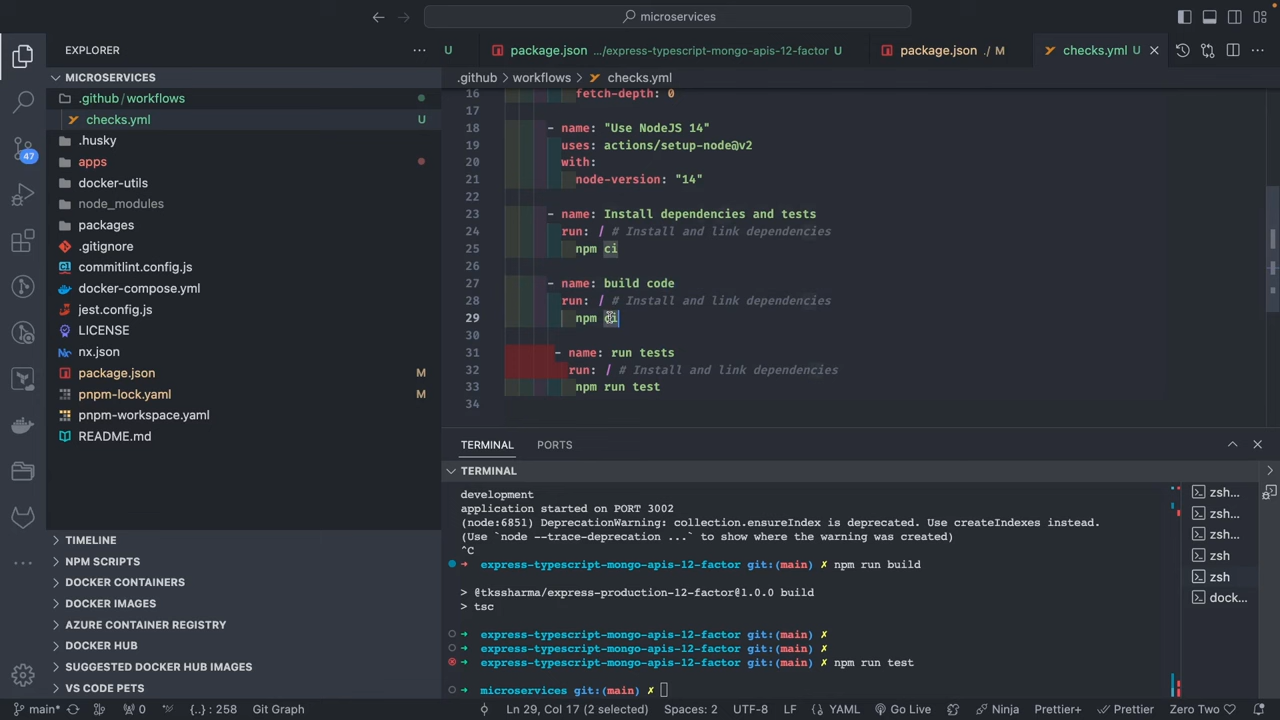 microservices
EXPLORER
MICROSERVICES
.github / workflows
checks.yml U
.husky
apps
docker-utils
node_modules
packages
.gitignore
commitlint.config.js
docker-compose.yml
jest.config.js
LICENSE
nx.json
package.json M
pnpm-lock.yaml M
pnpm-workspace.yaml
README.md
TIMELINE
NPM SCRIPTS
DOCKER CONTAINERS
DOCKER IMAGES
AZURE CONTAINER REGISTRY
DOCKER HUB
SUGGESTED DOCKER HUB IMAGES
VS CODE PETS
47
U package.json .../express-typescript-mongo-apis-12-factor U package.json ./ M checks.yml U
.github > workflows > checks.yml
16 fetch-depth: 0
17
18 - name: "Use NodeJS 14"
19 uses: actions/setup-node@v2
20 with:
21 node-version: "14"
22
23 - name: Install dependencies and tests
24 run: | # Install and link dependencies
25 npm ci
26
27 - name: build code
28 run: | # Install and link dependencies
29 npm ci
30
31 - name: run tests
32 run: | # Install and link dependencies
33 npm run test
34
TERMINAL PORTS
TERMINAL
development
application started on PORT 3002
(node:6851) DeprecationWarning: collection.ensureIndex is deprecated. Use createIndexes instead.
(Use `node --trace-deprecation ...` to show where the warning was created)
^C
➜ express-typescript-mongo-apis-12-factor git:(main) ✗ npm run build
> @tkssharma/express-production-12-factor@1.0.0 build
> tsc
➜ express-typescript-mongo-apis-12-factor git:(main) ✗
➜ express-typescript-mongo-apis-12-factor git:(main) ✗
➜ express-typescript-mongo-apis-12-factor git:(main) ✗ npm run test
➜ microservices git:(main) ✗
zsh...
zsh...
zsh...
zsh
zsh
dock...
main* 0 {..} : 258 Git Graph Ln 29, Col 17 (2 selected) Spaces: 2 UTF-8 LF YAML Go Live Ninja Prettier+ Prettier Zero Two